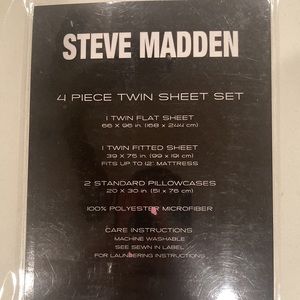 STEVE MADDEN
4 PIECE TWIN SHEET SET
1 TWIN FLAT SHEET
66 X 96 in. (168 x 244 cm)
1 TWIN FITTED SHEET
39 X 75 in. (99 x 191 cm)
FITS UP TO 12" MATTRESS
2 STANDARD PILLOWCASES
20 X 30 in. (51 x 76 cm)
100% POLYESTER MICROFIBER
CARE INSTRUCTIONS
MACHINE WASHABLE
SEE SEWN IN LABEL
FOR LAUNDERING INSTRUCTIONS